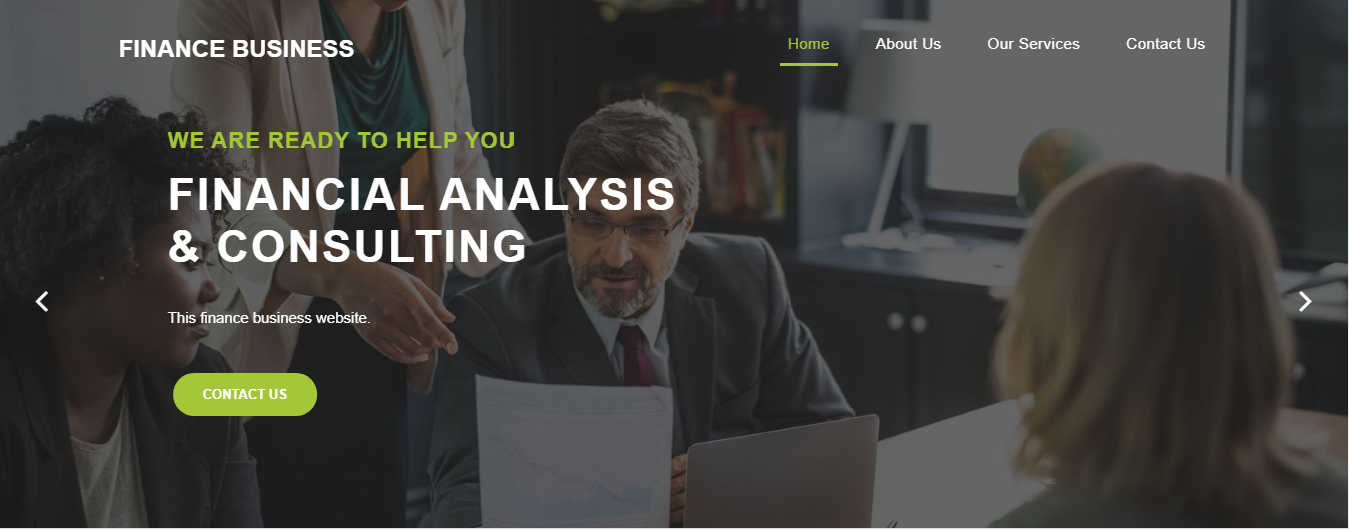 FINANCE BUSINESS
Home
About Us
Our Services
Contact Us
WE ARE READY TO HELP YOU
FINANCIAL ANALYSIS
& CONSULTING
This finance business website.
CONTACT US